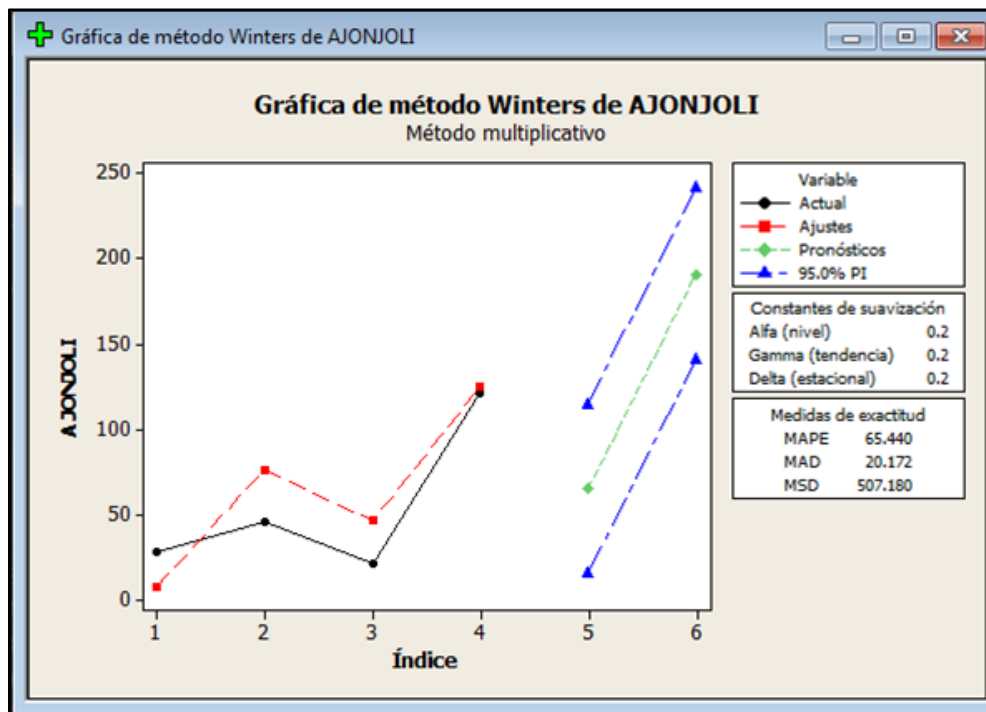 Gráfica de método Winters de AJONJOLI
Gráfica de método Winters de AJONJOLI
Método multiplicativo
250
200
150
100
50
0
AJONJOLI
1 2 3 4 5 6
Índice
Variable
Actual
Ajustes
Pronósticos
95.0% PI
Constantes de suavización
Alfa (nivel) 0.2
Gamma (tendencia) 0.2
Delta (estacional) 0.2
Medidas de exactitud
MAPE 65.440
MAD 20.172
MSD 507.180